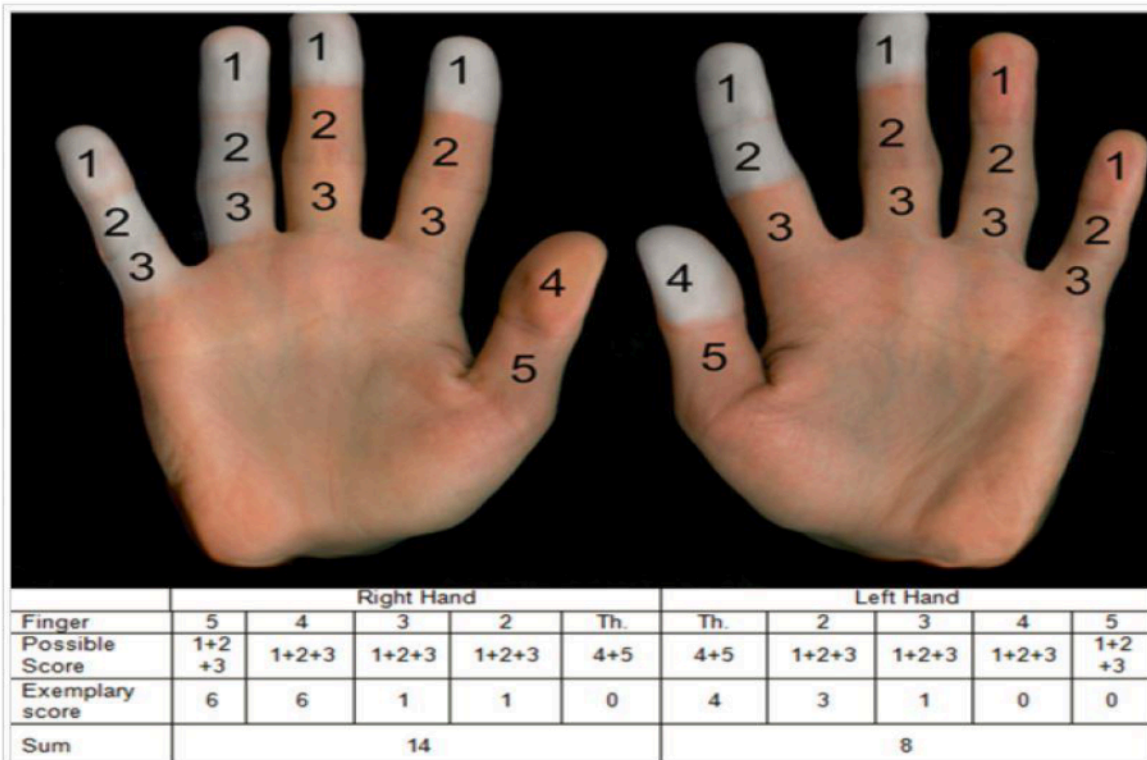 1 1 1 1 1 1 1 1
2 2 2 2 2 2 2 2
3 3 3 3 3 3 3 3
4 4
5 5
Right Hand Left Hand
Finger 5 4 3 2 Th. Th. 2 3 4 5
Possible Score 1+2+3 1+2+3 1+2+3 1+2+3 4+5 4+5 1+2+3 1+2+3 1+2+3 1+2+3
Exemplary score 6 6 1 1 0 4 3 1 0 0
Sum 14 8